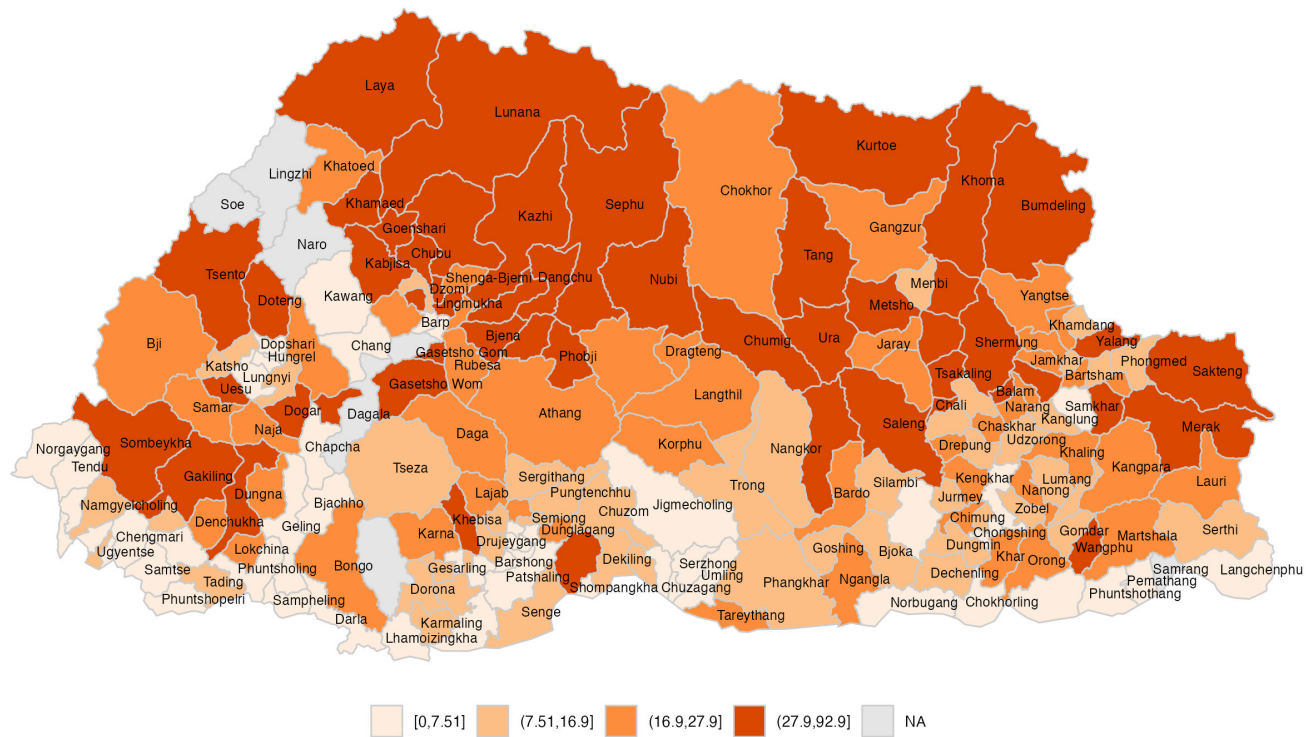 Laya
Lunana
Kurtoe
Khatoed
Lingzhi
Khoma
Chokhor
Soe
Khamaed
Sephu
Bumdeling
Kazhi
Goenshari
Gangzur
Naro
Chubu
Tang
Kabjisa
Tsento
Shenga-Bjemi
Dangchu
Nubi
Menbi
Dzomi
Kawang
Yangtse
Doteng
Lingmukha
Metsho
Barp
Khamdang
Bjena
Ura
Chumig
Shermung
Yalang
Bji
Dopshari
Chang
Jaray
Gasetsho Gom
Dragteng
Hungrel
Phobji
Jamkhar
Phongmed
Katsho
Rubesa
Sakteng
Lungnyi
Tsakaling
Bartsham
Uesu
Gasetsho Wom
Balam
Langthil
Samar
Dogar
Dagala
Athang
Chali
Narang
Samkhar
Kanglung
Saleng
Chaskhar
Merak
Naja
Daga
Sombeykha
Udzorong
Korphu
Drepung
Chapcha
Norgaygang
Nangkor
Khaling
Tendu
Tseza
Kangpara
Gakiling
Sergithang
Kengkhar
Lumang
Silambi
Lauri
Trong
Nanong
Dungna
Lajab
Pungtenchhu
Bardo
Jurmey
Bjachho
Namgyelcholing
Jigmecholing
Zobel
Chuzom
Chimung
Denchukha
Khebisa
Semjong
Geling
Dunglagang
Chongshing
Gomdar
Serthi
Karna
Chengmari
Drujeygang
Martshala
Dungmin
Wangphu
Goshing
Lokchina
Bjoka
Ugyentse
Khar
Dekiling
Orong
Barshong
Serzhong
Bongo
Gesarling
Phuntsholing
Samtse
Samrang
Langchenphu
Dechenling
Umling
Patshaling
Ngangla
Tading
Phangkhar
Pemathang
Shompangkha
Chuzagang
Dorona
Phuntshothang
Phuntshopelri
Sampheling
Norbugang
Chokhorling
Senge
Tareythang
Darla
Karmaling
Lhamoizingkha
[0,7.51]
(7.51,16.9]
(16.9,27.9]
(27.9,92.9]
NA